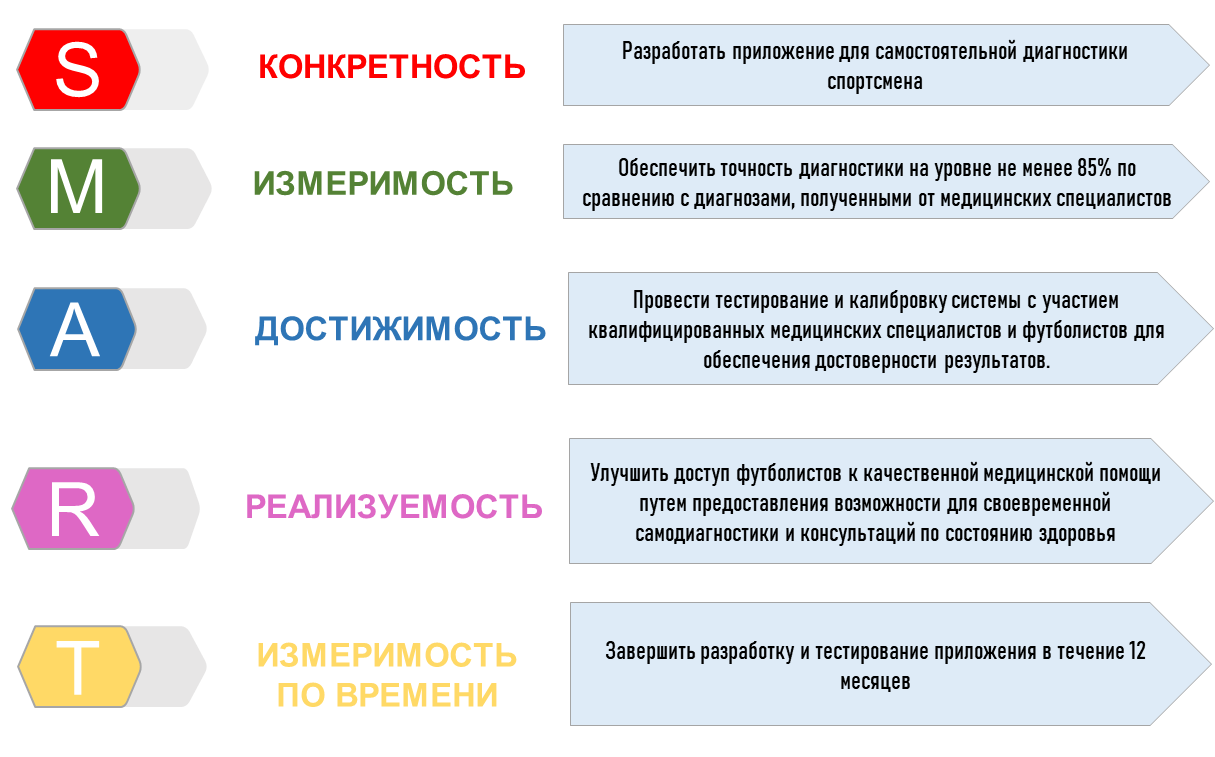 S
КОНКРЕТНОСТЬ
Разработать приложение для самостоятельной диагностики
спортсмена
M
ИЗМЕРИМОСТЬ
Обеспечить точность диагностики на уровне не менее 85% по
сравнению с диагнозами, полученными от медицинских специалистов
A
ДОСТИЖИМОСТЬ
Провести тестирование и калибровку системы с участием
квалифицированных медицинских специалистов и футболистов для
обеспечения достоверности результатов.
R
РЕАЛИЗУЕМОСТЬ
Улучшить доступ футболистов к качественной медицинской помощи
путем предоставления возможности для своевременной
самодиагностики и консультаций по состоянию здоровья
T
ИЗМЕРИМОСТЬ
ПО ВРЕМЕНИ
Завершить разработку и тестирование приложения в течение 12
месяцев